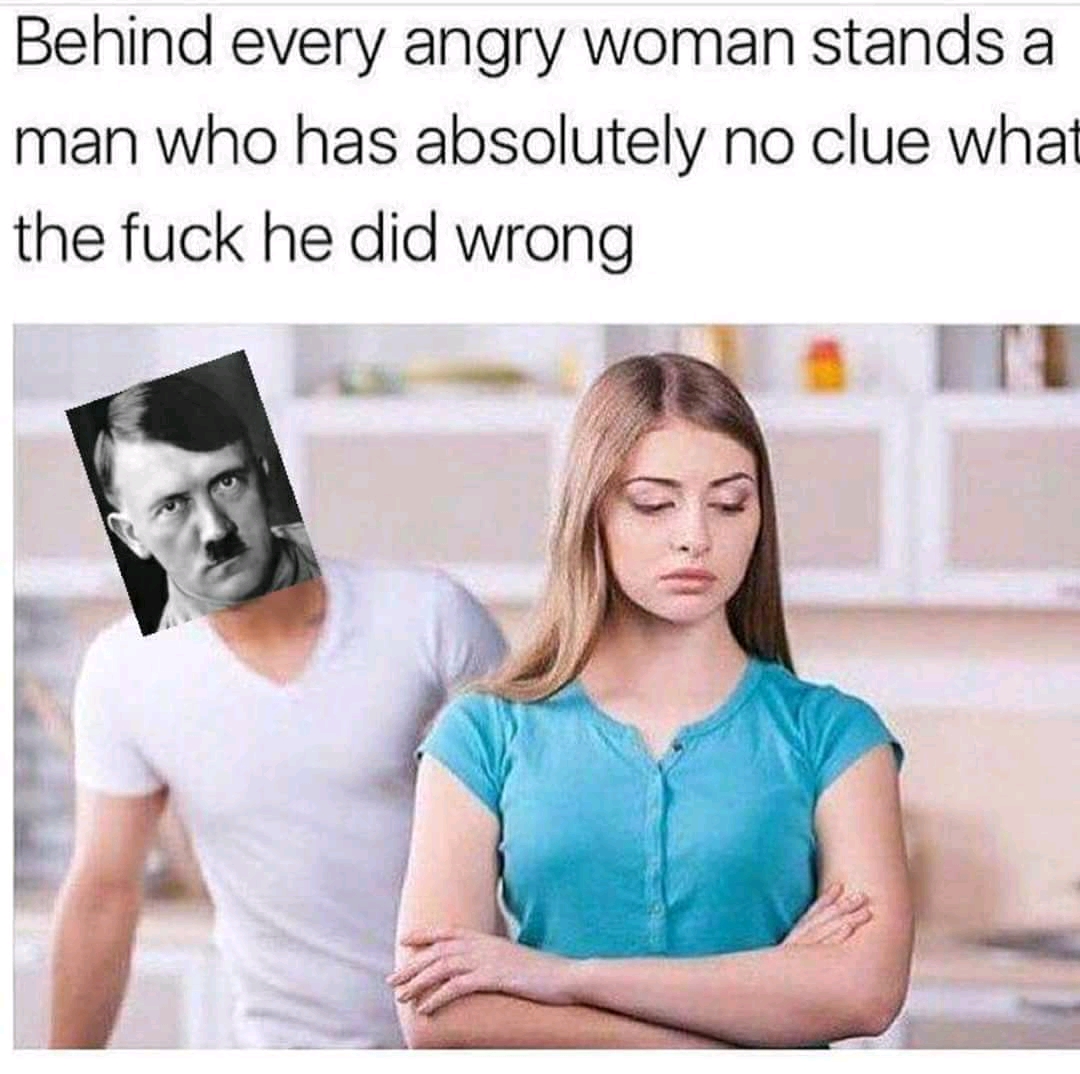 Behind every angry woman stands a
man who has absolutely no clue what
the fuck he did wrong